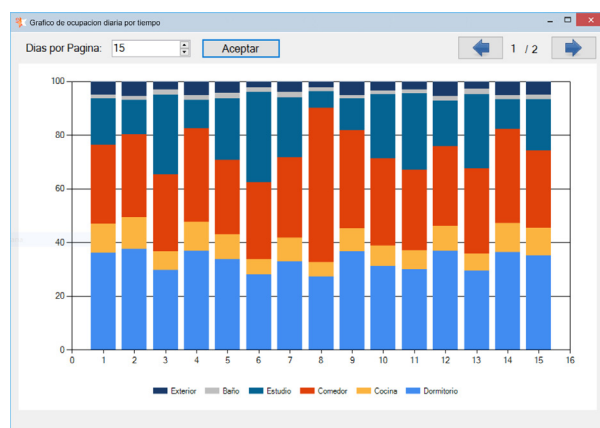 Grafico de ocupacion diaria por tiempo
Dias por Pagina: 15 Aceptar 1 / 2
100
80
60
40
20
0
0 1 2 3 4 5 6 7 8 9 10 11 12 13 14 15 16
Exterior Baño Estudio Comedor Cocina Dormitorio